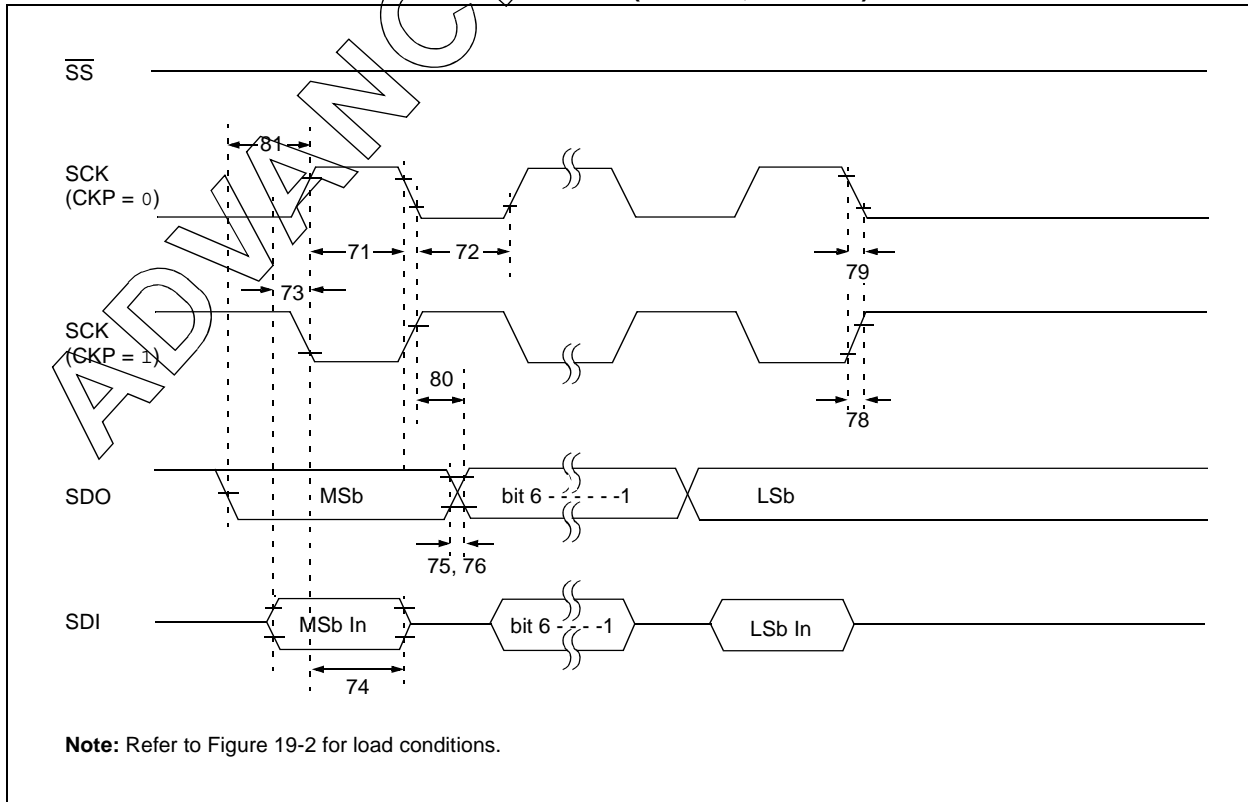 ADVANC
SS
81
SCK
(CKP = 0)
71
72
79
73
SCK
(CKP = 1)
80
78
SDO
MSb
bit 6 - - - - - -1
LSb
75, 76
SDI
MSb In
bit 6 - - - -1
LSb In
74
Note: Refer to Figure 19-2 for load conditions.